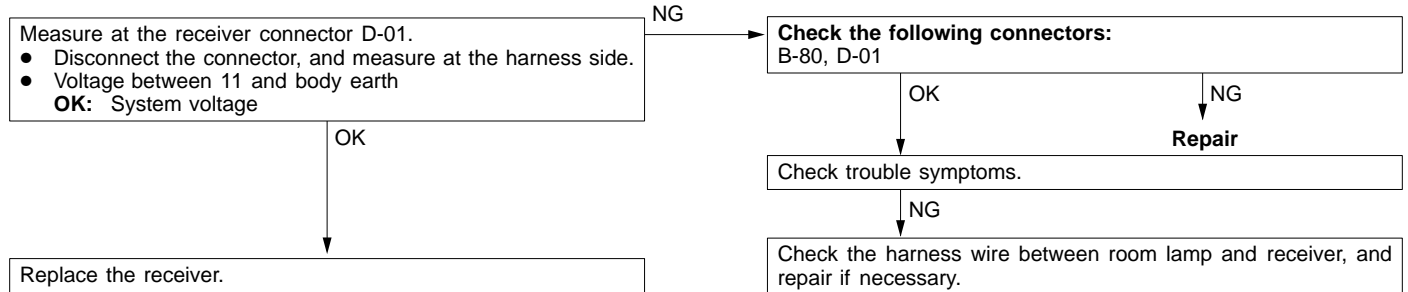 Measure at the receiver connector D-01.
● Disconnect the connector, and measure at the harness side.
● Voltage between 11 and body earth
OK: System voltage
NG
Check the following connectors:
B-80, D-01
OK
NG
OK
Repair
Check trouble symptoms.
NG
Replace the receiver.
Check the harness wire between room lamp and receiver, and
repair if necessary.